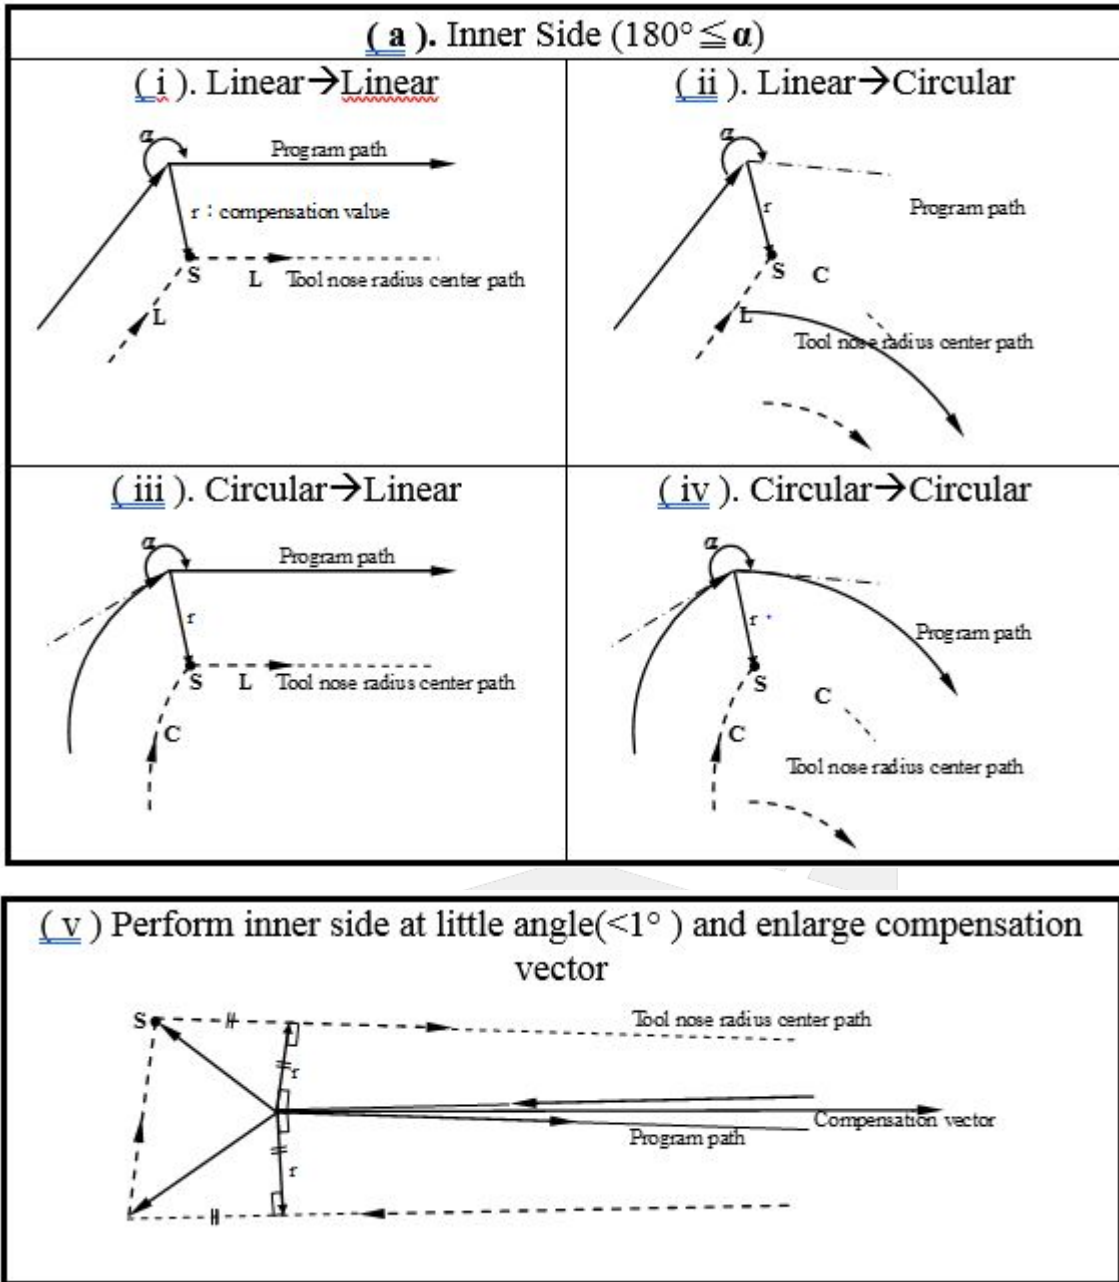 ( a ). Inner Side (180°≦α)
( i ). Linear→Linear
α
Program path
r：compensation value
S
L Tool nose radius center path
L
( ii ). Linear→Circular
α
Program path
r
S C
L
Tool nose radius center path
( iii ). Circular→Linear
α
Program path
r
S L Tool nose radius center path
C
( iv ). Circular→Circular
α
r
Program path
S
C
C
Tool nose radius center path
( v ) Perform inner side at little angle(<1° ) and enlarge compensation
vector
S
Tool nose radius center path
r
Compensation vector
Program path
r